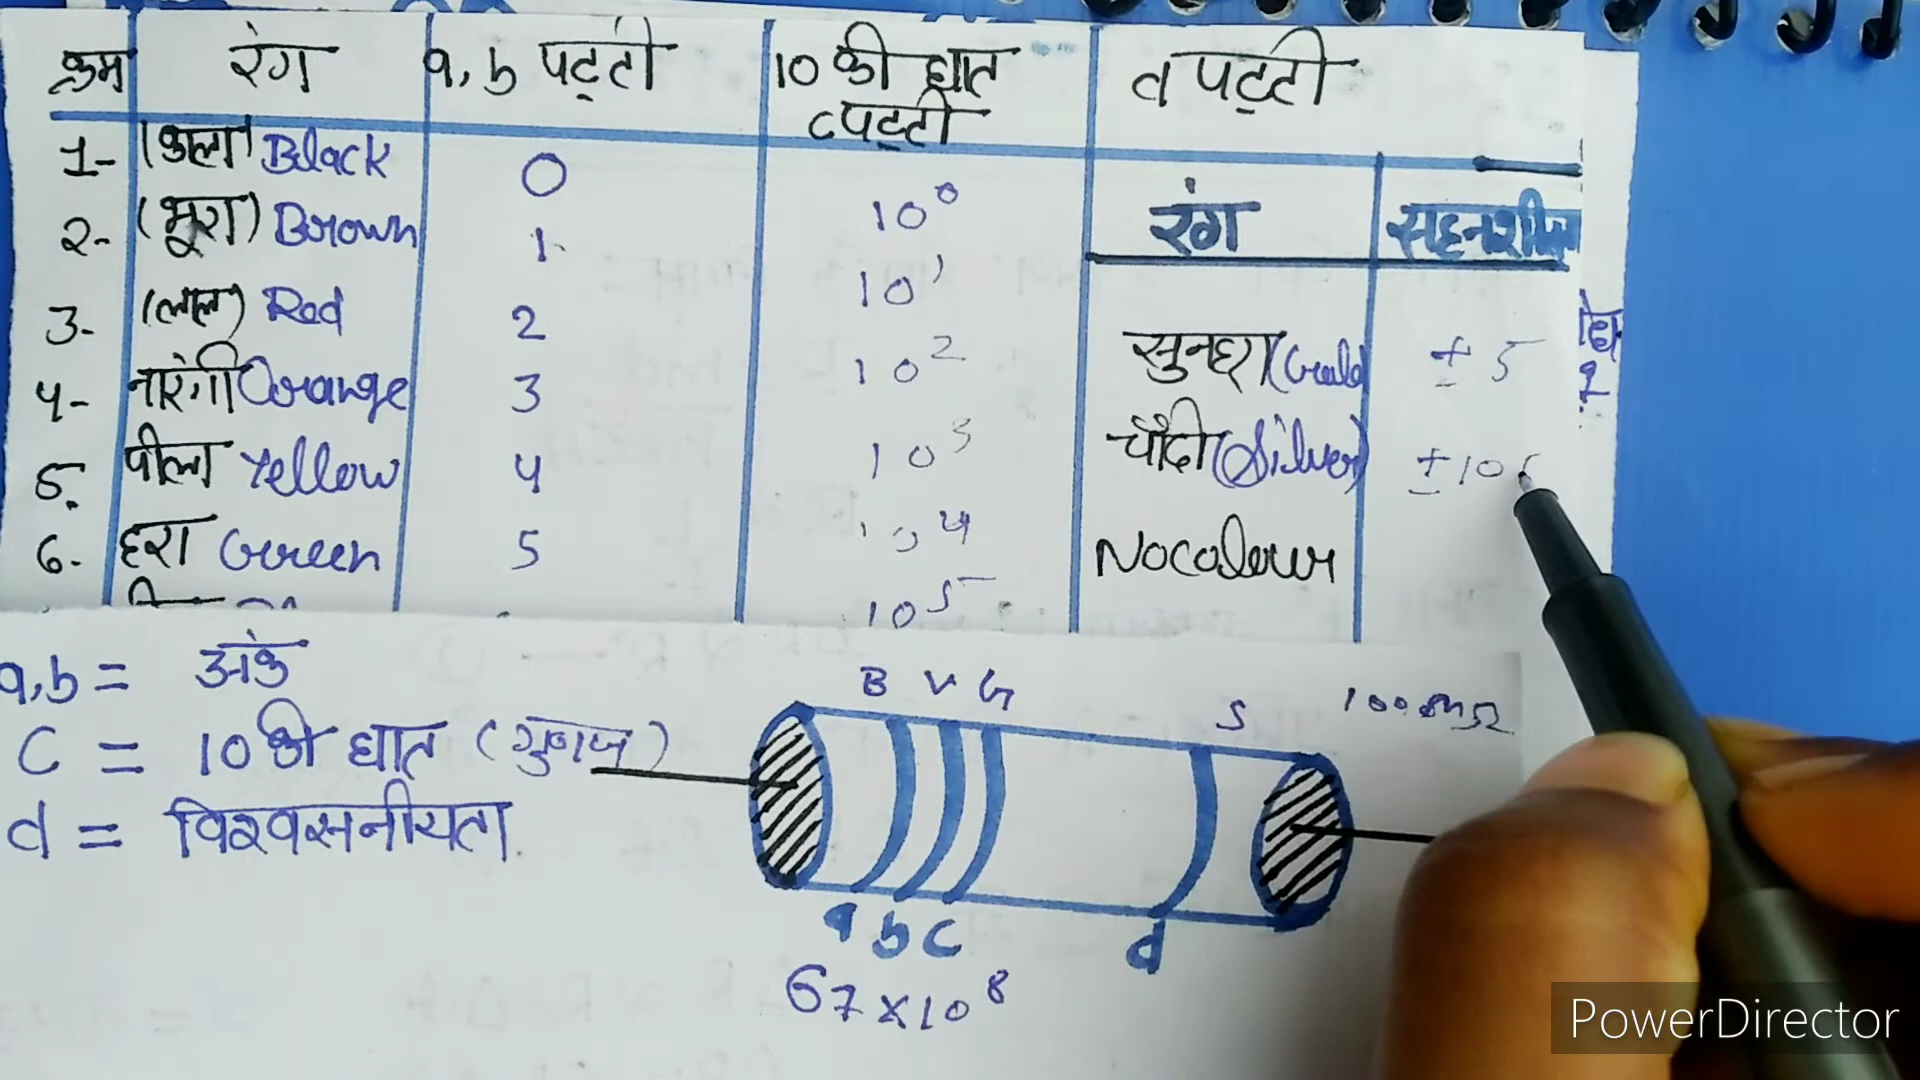 क्रम रंग a, b पट्टी 10 की घात d पट्टी
c पट्टी
1- (काला) Black 0 10⁰ रंग सहनशील
2- (भूरा) Brown 1 10¹
3- (लाल) Red 2 10² सुनहरा (Gold ± 5
4- नारंगी Orange 3 10³ चाँदी (Silver) ± 10
5. पीला Yellow 4 10⁴ No colour
6. हरा Green 5 10⁵
a, b = अंक B V G S
C = 10 की घात (गुणज)
d = विश्वसनीयता
a b c d
67 × 10⁸
PowerDirector